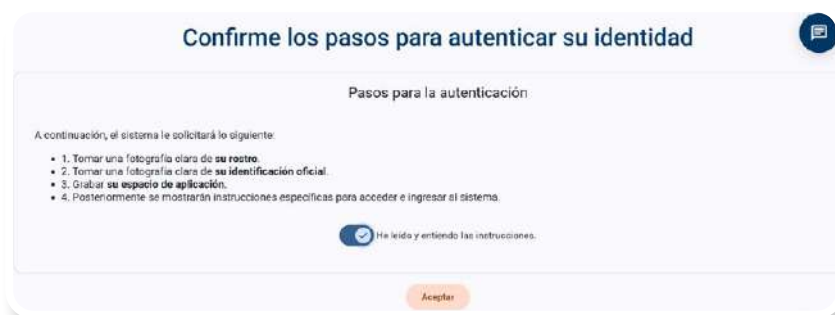 Confirme los pasos para autenticar su identidad
Pasos para la autenticación
A continuación, el sistema le solicitará lo siguiente:
• 1. Tomar una fotografía clara de su rostro.
• 2. Tomar una fotografía clara de su identificación oficial.
• 3. Grabar su espacio de aplicación.
• 4. Posteriormente se mostrarán instrucciones específicas para acceder e ingresar al sistema.
He leído y entiendo las instrucciones.
Aceptar